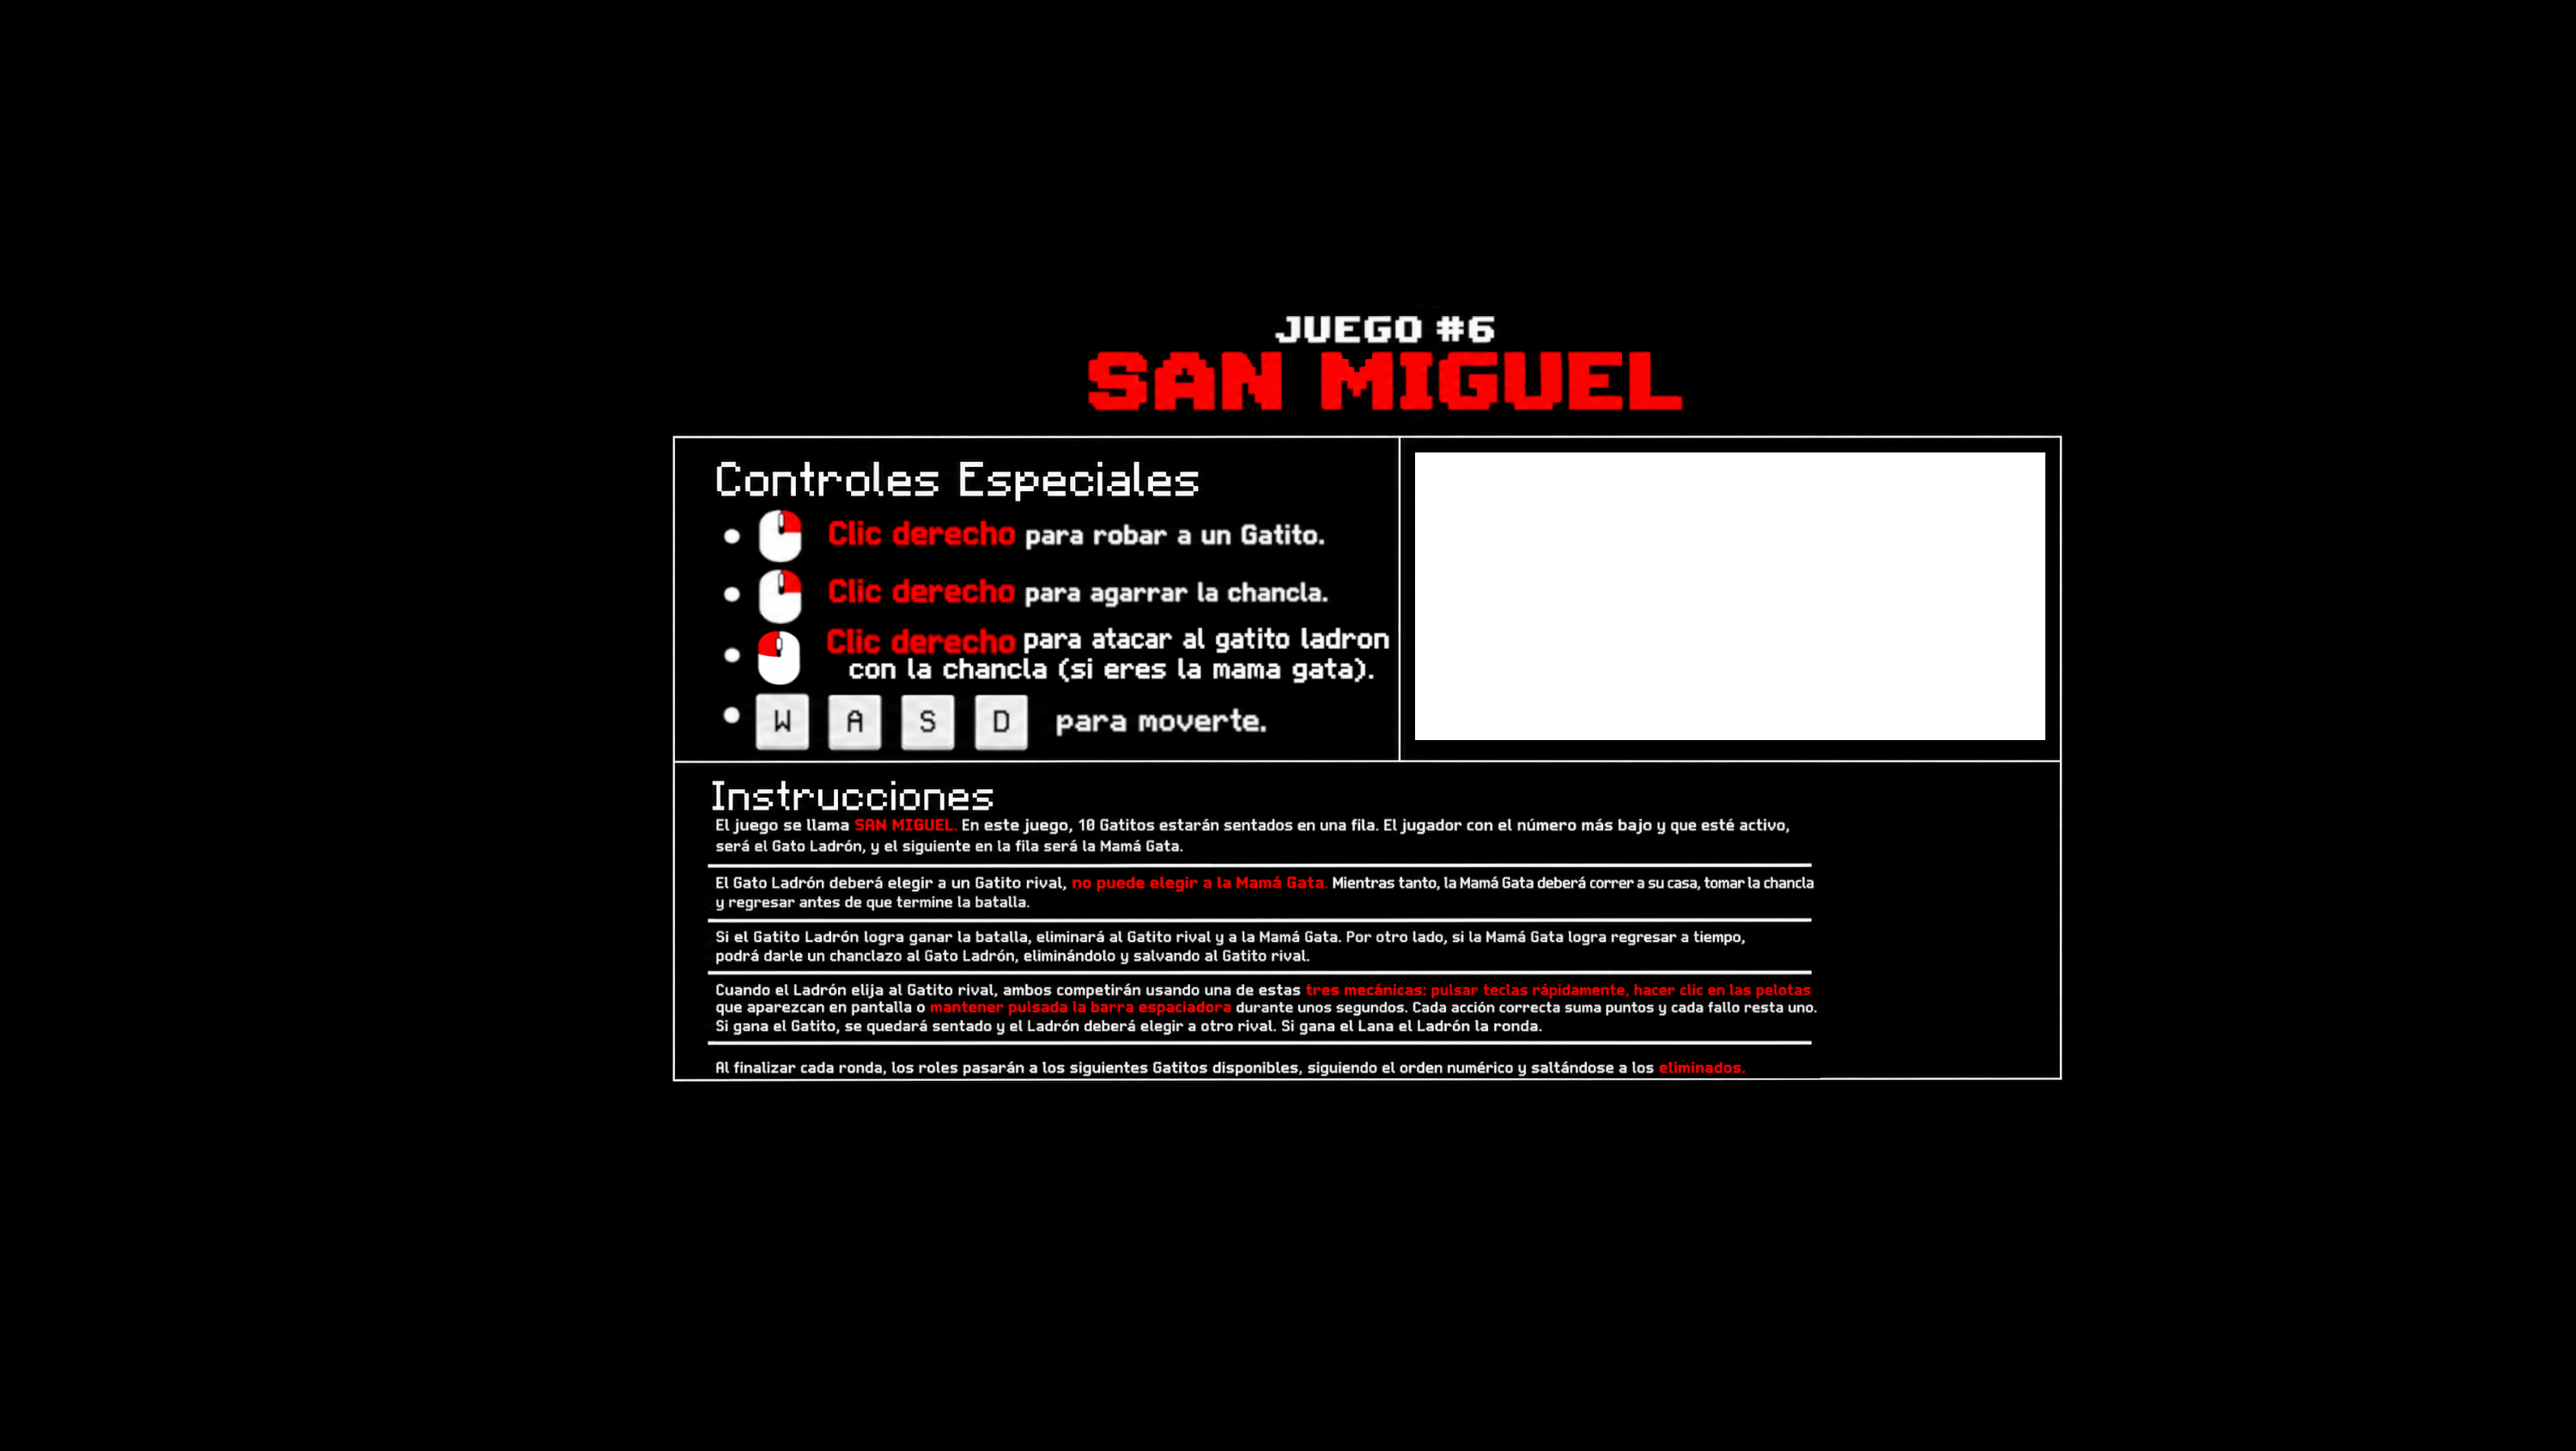 JUEGO #6
SAN MIGUEL
Controles Especiales
Clic derecho para robar a un Gatito.
Clic derecho para agarrar la chancla.
Clic derecho para atacar al gatito ladron
con la chancla (si eres la mama gata).
W A S D para moverte.
Instrucciones
El juego se llama SAN MIGUEL. En este juego, 10 Gatitos estarán sentados en una fila. El jugador con el número más bajo y que esté activo,
será el Gato Ladrón, y el siguiente en la fila será la Mamá Gata.
El Gato Ladrón deberá elegir a un Gatito rival, no puede elegir a la Mamá Gata. Mientras tanto, la Mamá Gata deberá correr a su casa, tomar la chancla
y regresar antes de que termine la batalla.
Si el Gatito Ladrón logra ganar la batalla, eliminará al Gatito rival y a la Mamá Gata. Por otro lado, si la Mamá Gata logra regresar a tiempo,
podrá darle un chanclazo al Gato Ladrón, eliminándolo y salvando al Gatito rival.
Cuando el Ladrón elija al Gatito rival, ambos competirán usando una de estas tres mecánicas: pulsar teclas rápidamente, hacer clic en las pelotas
que aparezcan en pantalla o mantener pulsada la barra espaciadora durante unos segundos. Cada acción correcta suma puntos y cada fallo resta uno.
Si gana el Gatito, se quedará sentado y el Ladrón deberá elegir a otro rival. Si gana el Lana el Ladrón la ronda.
Al finalizar cada ronda, los roles pasarán a los siguientes Gatitos disponibles, siguiendo el orden numérico y saltándose a los eliminados.